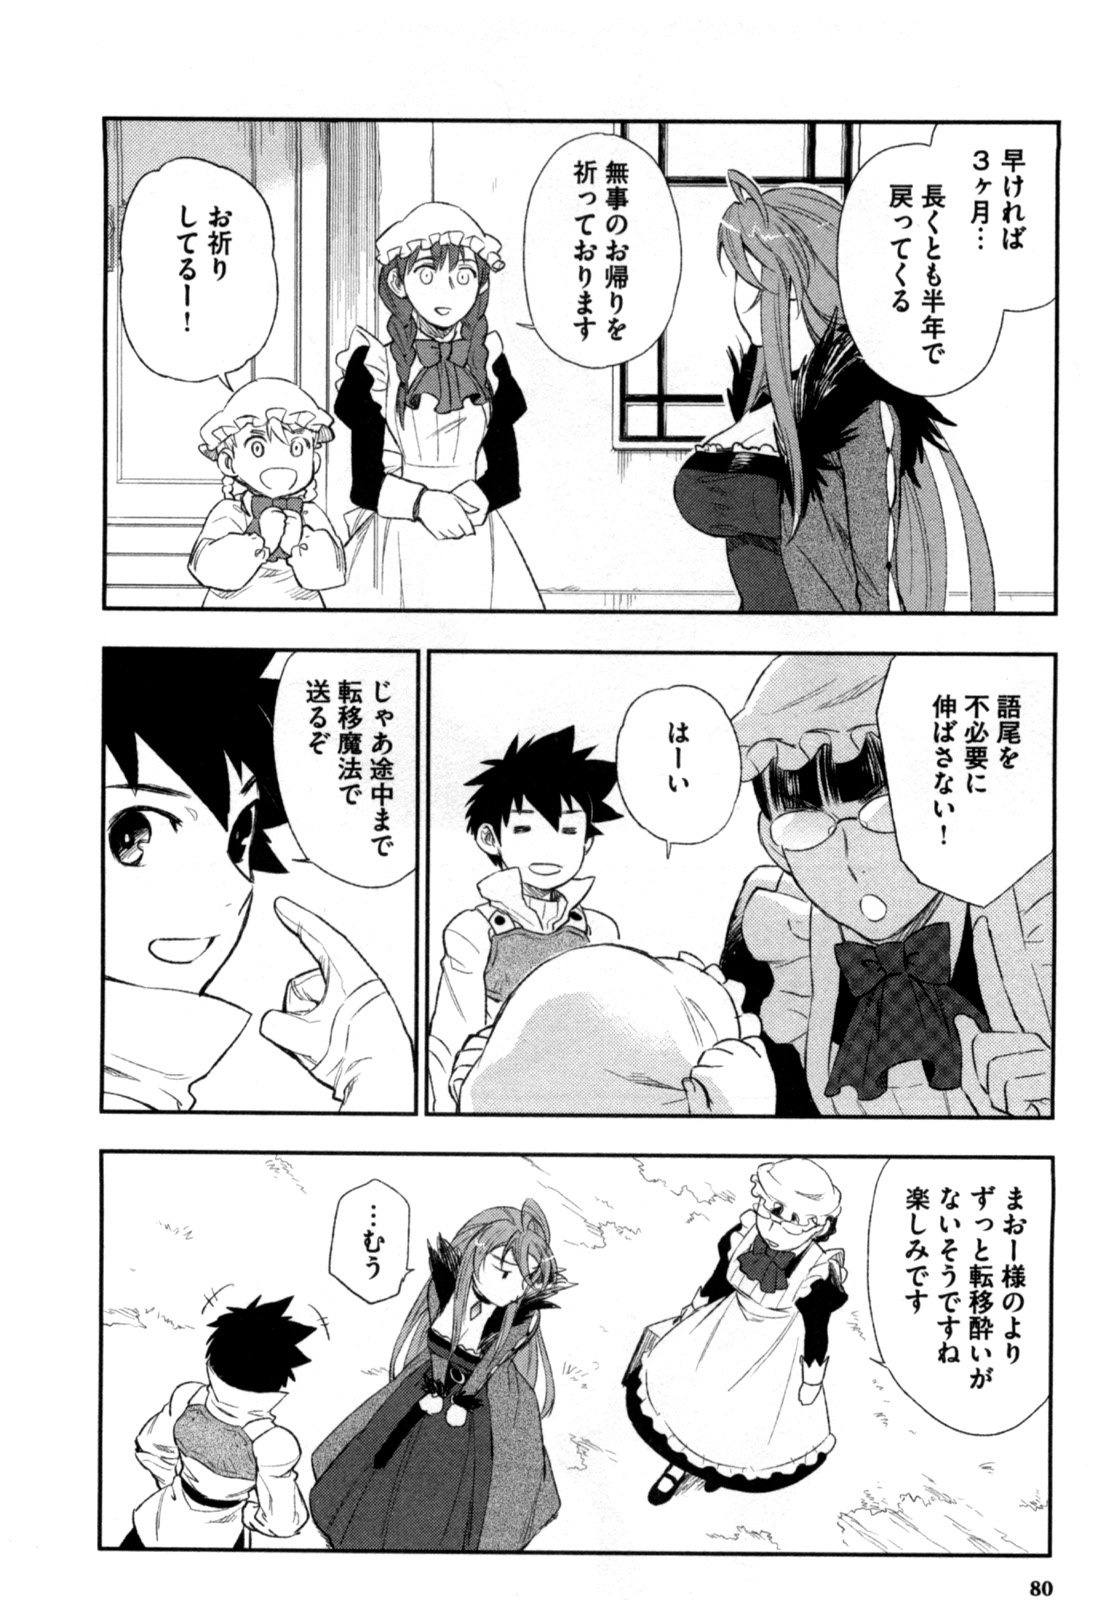 早ければ
３ヶ月…
長くとも半年で
戻ってくる
無事のお帰りを
祈っております
お祈り
してるー！
語尾を
不必要に
伸ばさない！
はーい
じゃあ途中まで
転移魔法で
送るぞ
まおー様のより
ずっと転移酔いが
ないそうですね
楽しみです
…むう
80